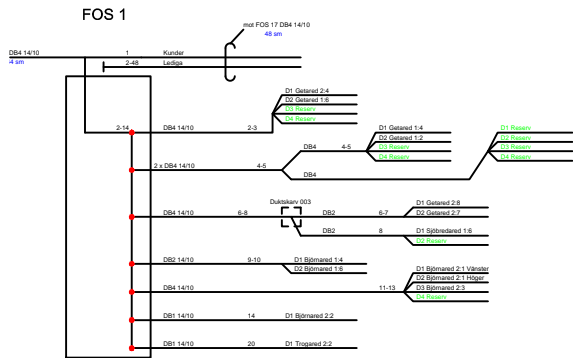 FOS 1
mot FOS 17 DB4 14/10
48 sm
DB4 14/10 1 Kunder
4 sm
2-48 Lediga
D1 Getared 2:4
D2 Getared 1:6
D3 Reserv
D4 Reserv
2-14 DB4 14/10 2-3
D1 Getared 1:4
D2 Getared 1:2
D3 Reserv
D4 Reserv
D1 Reserv
D2 Reserv
D3 Reserv
D4 Reserv
DB4 4-5
2 x DB4 14/10 4-5
DB4
Duktskarv 003
D1 Getared 2:8
DB4 14/10 6-8 DB2 6-7 D2 Getared 2:7
DB2 8 D1 Sjöbredared 1:6
D2 Reserv
DB2 14/10 9-10 D1 Björnared 1:4
D2 Björnared 1:6
D1 Björnared 2:1 Vänster
D2 Björnared 2:1 Höger
DB4 14/10 11-13 D3 Björnared 2:3
D4 Reserv
DB1 14/10 14 D1 Björnared 2:2
DB1 14/10 20 D1 Trogared 2:2